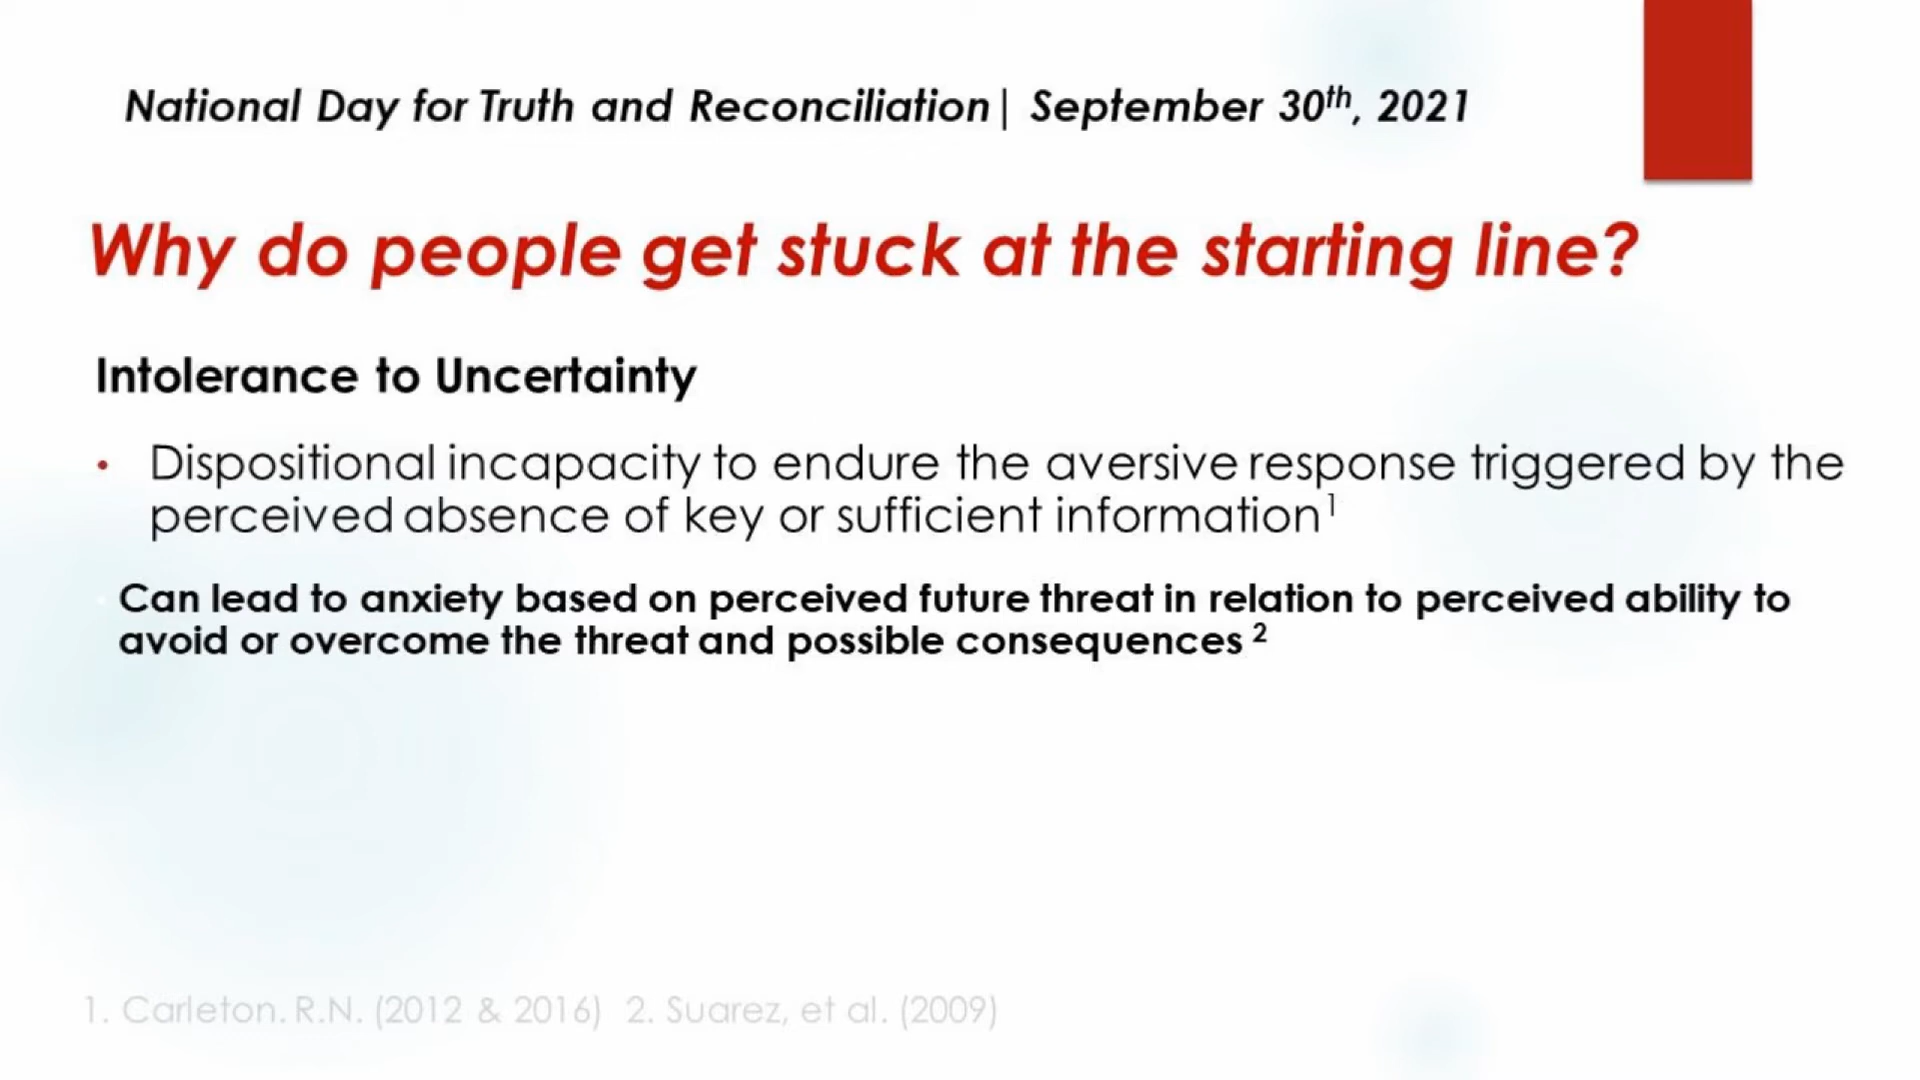 National Day for Truth and Reconciliation| September 30th, 2021
Why do people get stuck at the starting line?
Intolerance to Uncertainty
• Dispositional incapacity to endure the aversive response triggered by the
perceived absence of key or sufficient information1
Can lead to anxiety based on perceived future threat in relation to perceived ability to
avoid or overcome the threat and possible consequences 2
1. Carleton. R.N. (2012 & 2016) 2. Suarez, et al. (2009)